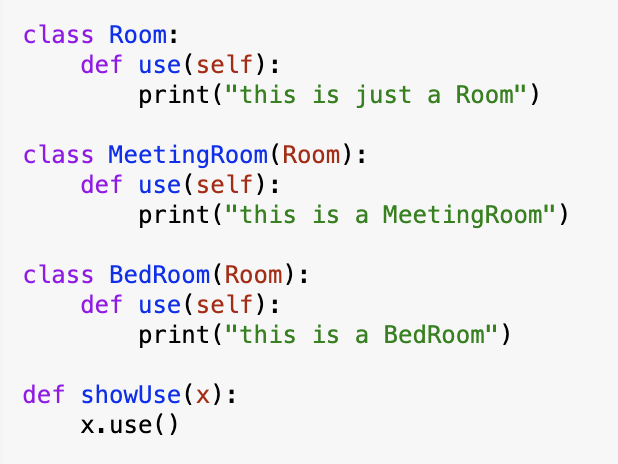 class Room:
    def use(self):
        print("this is just a Room")

class MeetingRoom(Room):
    def use(self):
        print("this is a MeetingRoom")

class BedRoom(Room):
    def use(self):
        print("this is a BedRoom")

def showUse(x):
    x.use()